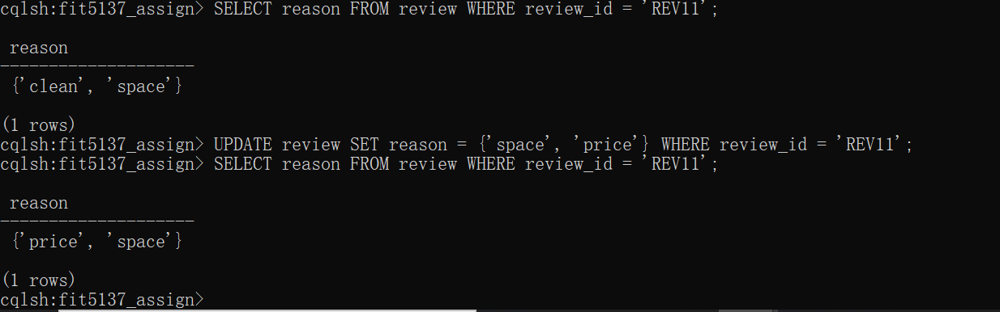 cqlsh:fit5137_assign> SELECT reason FROM review WHERE review_id = 'REV11';
reason
--------------------
{'clean', 'space'}
(1 rows)
cqlsh:fit5137_assign> UPDATE review SET reason = {'space', 'price'} WHERE review_id = 'REV11';
cqlsh:fit5137_assign> SELECT reason FROM review WHERE review_id = 'REV11';
reason
--------------------
{'price', 'space'}
(1 rows)
cqlsh:fit5137_assign>